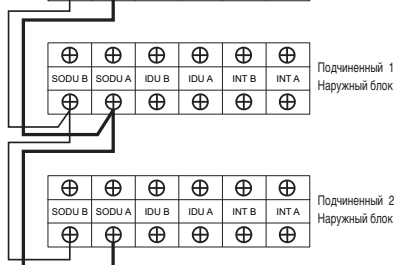 SODU B SODU A IDU B IDU A INT B INT A
Подчиненный 1
Наружный блок
SODU B SODU A IDU B IDU A INT B INT A
Подчиненный 2
Наружный блок